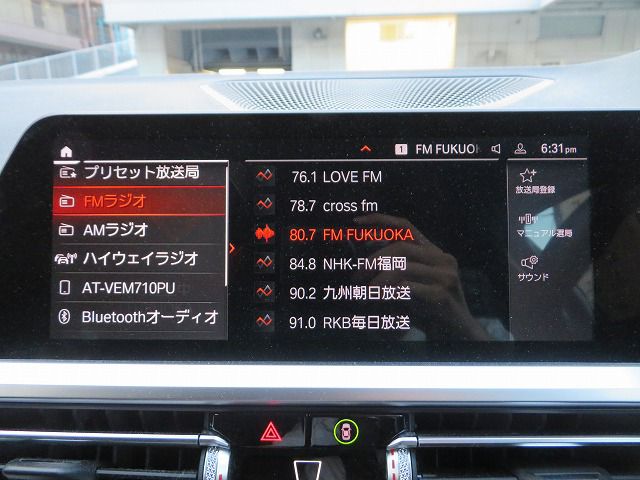 1 FM FUKUO
6:31pm
プリセット放送局
FMラジオ
AMラジオ
ハイウェイラジオ
AT-VEM710PU
Bluetoothオーディオ
76.1 LOVE FM
78.7 cross fm
80.7 FM FUKUOKA
84.8 NHK-FM福岡
90.2 九州朝日放送
91.0 RKB毎日放送
放送局登録
マニュアル選局
サウンド